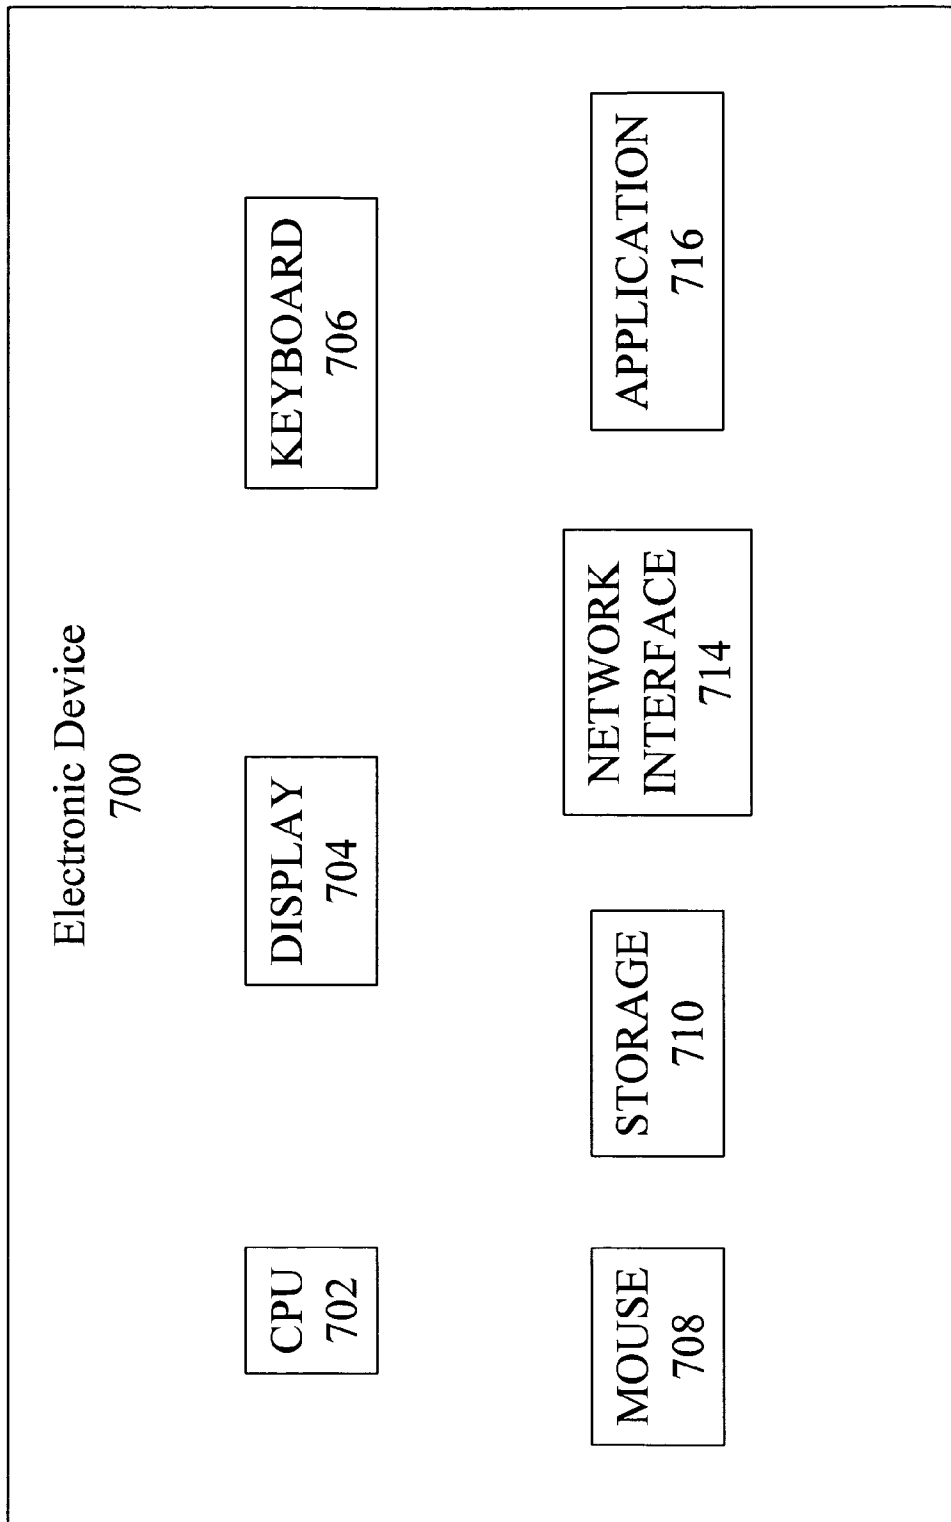 Electronic Device
700
CPU
702
DISPLAY
704
KEYBOARD
706
MOUSE
708
STORAGE
710
NETWORK
INTERFACE
714
APPLICATION
716